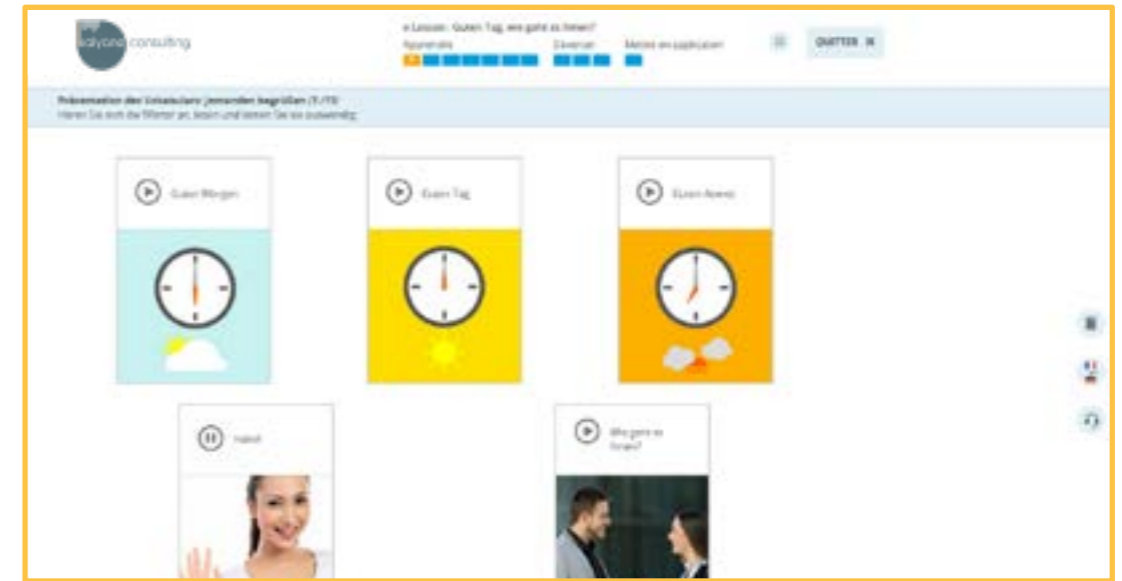 consulting
e-Lesson : Guten Tag, wie geht es Ihnen?
Apprendre
Mettre en application
QUITTER
Präsentation des Vokabulars: Jemanden begrüßen
Hören Sie sich die Wörter an, lesen und lernen Sie sie auswendig.
Guten Morgen
Guten Tag
Guten Abend
Hallo!
Wie geht es
Ihnen?